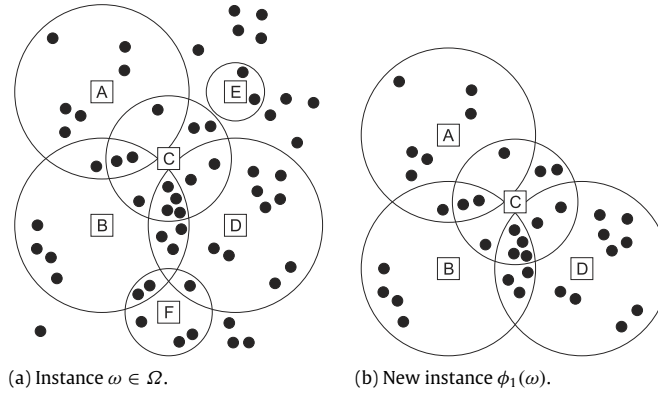 A
E
C
B
D
F
(a) Instance ω ∈ Ω.
A
C
B
D
(b) New instance ϕ₁(ω).